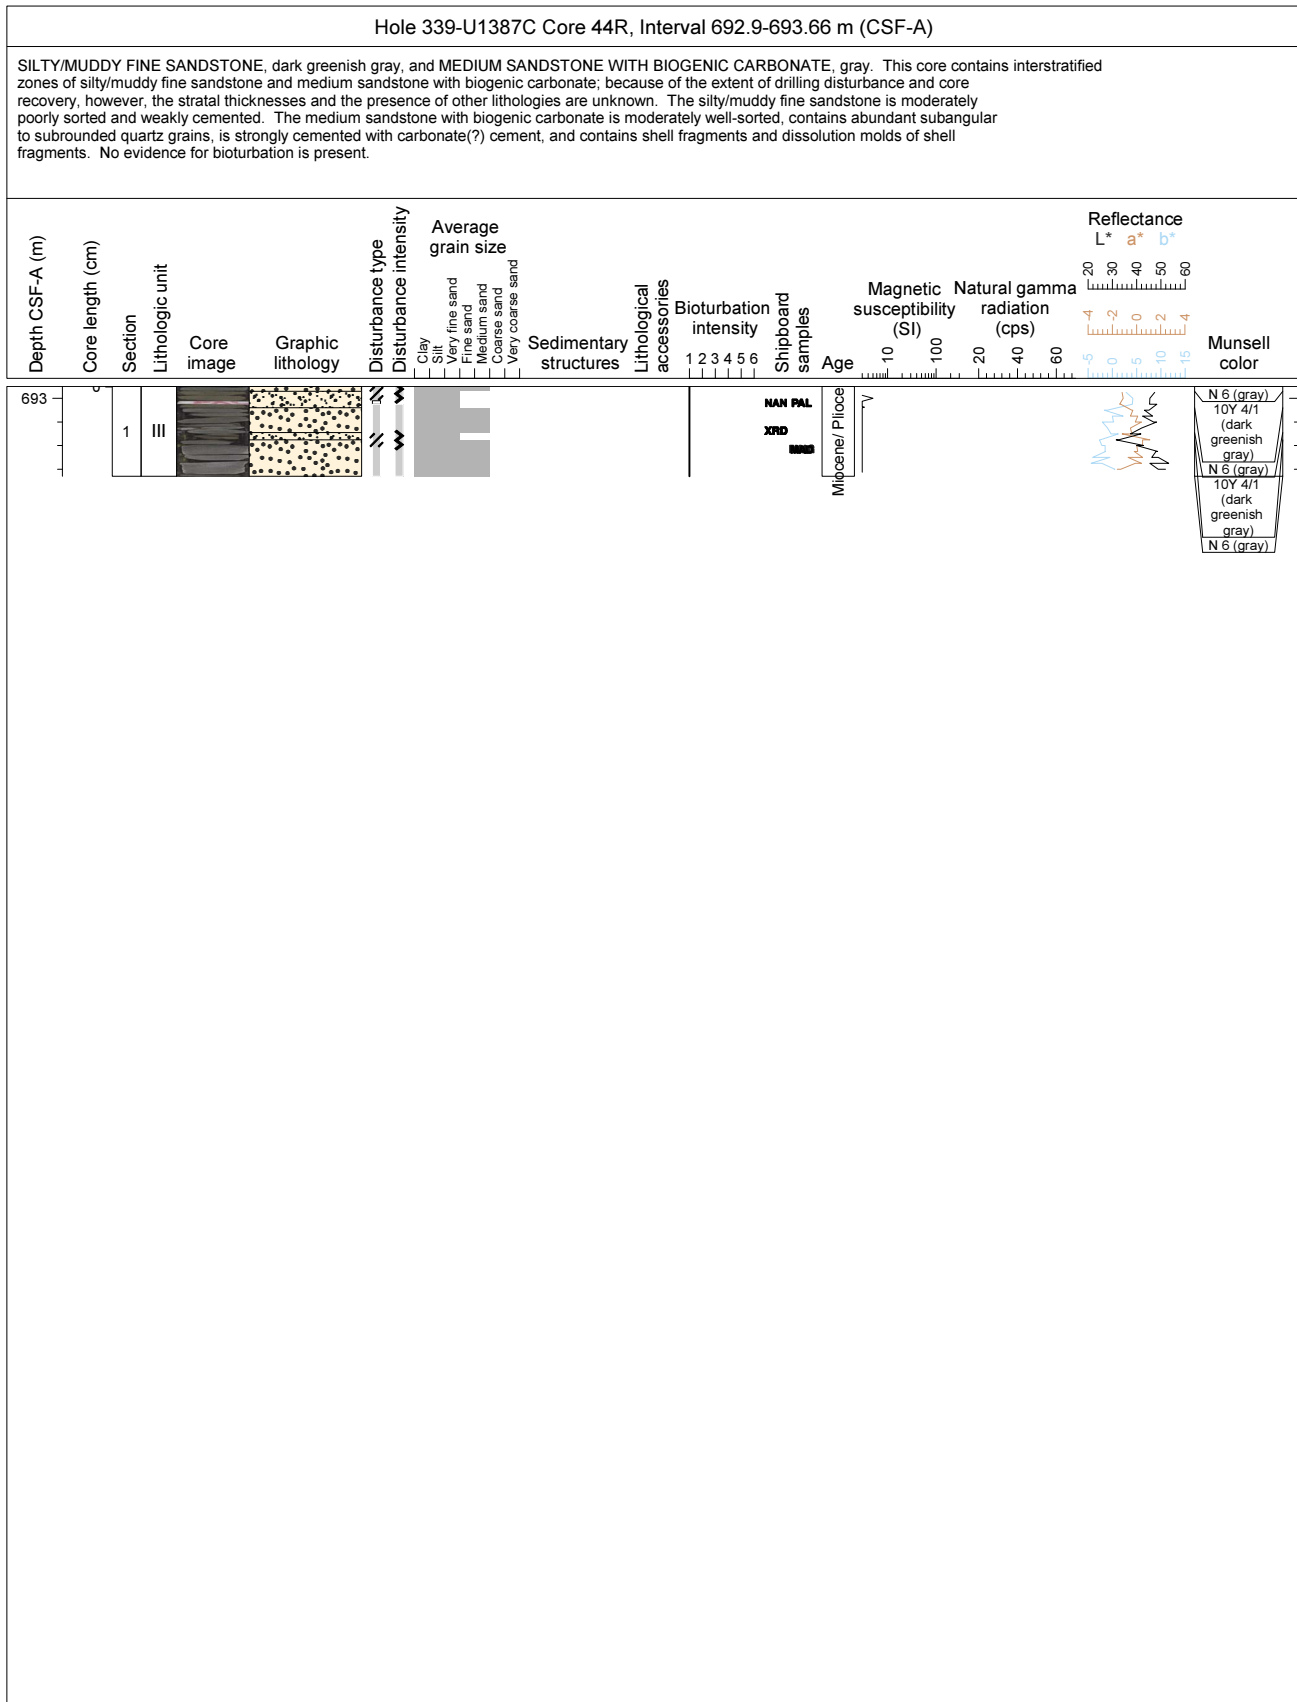 Hole 339-U1387C Core 44R, Interval 692.9-693.66 m (CSF-A)
SILTY/MUDDY FINE SANDSTONE, dark greenish gray, and MEDIUM SANDSTONE WITH BIOGENIC CARBONATE, gray. This core contains interstratified
zones of silty/muddy fine sandstone and medium sandstone with biogenic carbonate; because of the extent of drilling disturbance and core
recovery, however, the stratal thicknesses and the presence of other lithologies are unknown. The silty/muddy fine sandstone is moderately
poorly sorted and weakly cemented. The medium sandstone with biogenic carbonate is moderately well-sorted, contains abundant subangular
to subrounded quartz grains, is strongly cemented with carbonate(?) cement, and contains shell fragments and dissolution molds of shell
fragments. No evidence for bioturbation is present.
Depth CSF-A (m)
Core length (cm)
Section
Lithologic unit
Core
image
Graphic
lithology
Disturbance type
Disturbance intensity
Average
grain size
Clay
Silt
Very fine sand
Fine sand
Medium sand
Coarse sand
Very coarse sand
Sedimentary
structures
Lithological
accessories
Bioturbation
intensity
1 2 3 4 5 6
Shipboard
samples
Age
Magnetic
susceptibility
(SI)
10 100
Natural gamma
radiation
(cps)
20 40 60
Reflectance
L* a* b*
20 30 40 50 60
-4 -2 0 2 4
-5 0 5 10 15
Munsell
color
693
1
III
NAN PAL
XRD
Miocene/ Plioce
N 6 (gray)
10Y 4/1
(dark
greenish
gray)
N 6 (gray)
10Y 4/1
(dark
greenish
gray)
N 6 (gray)